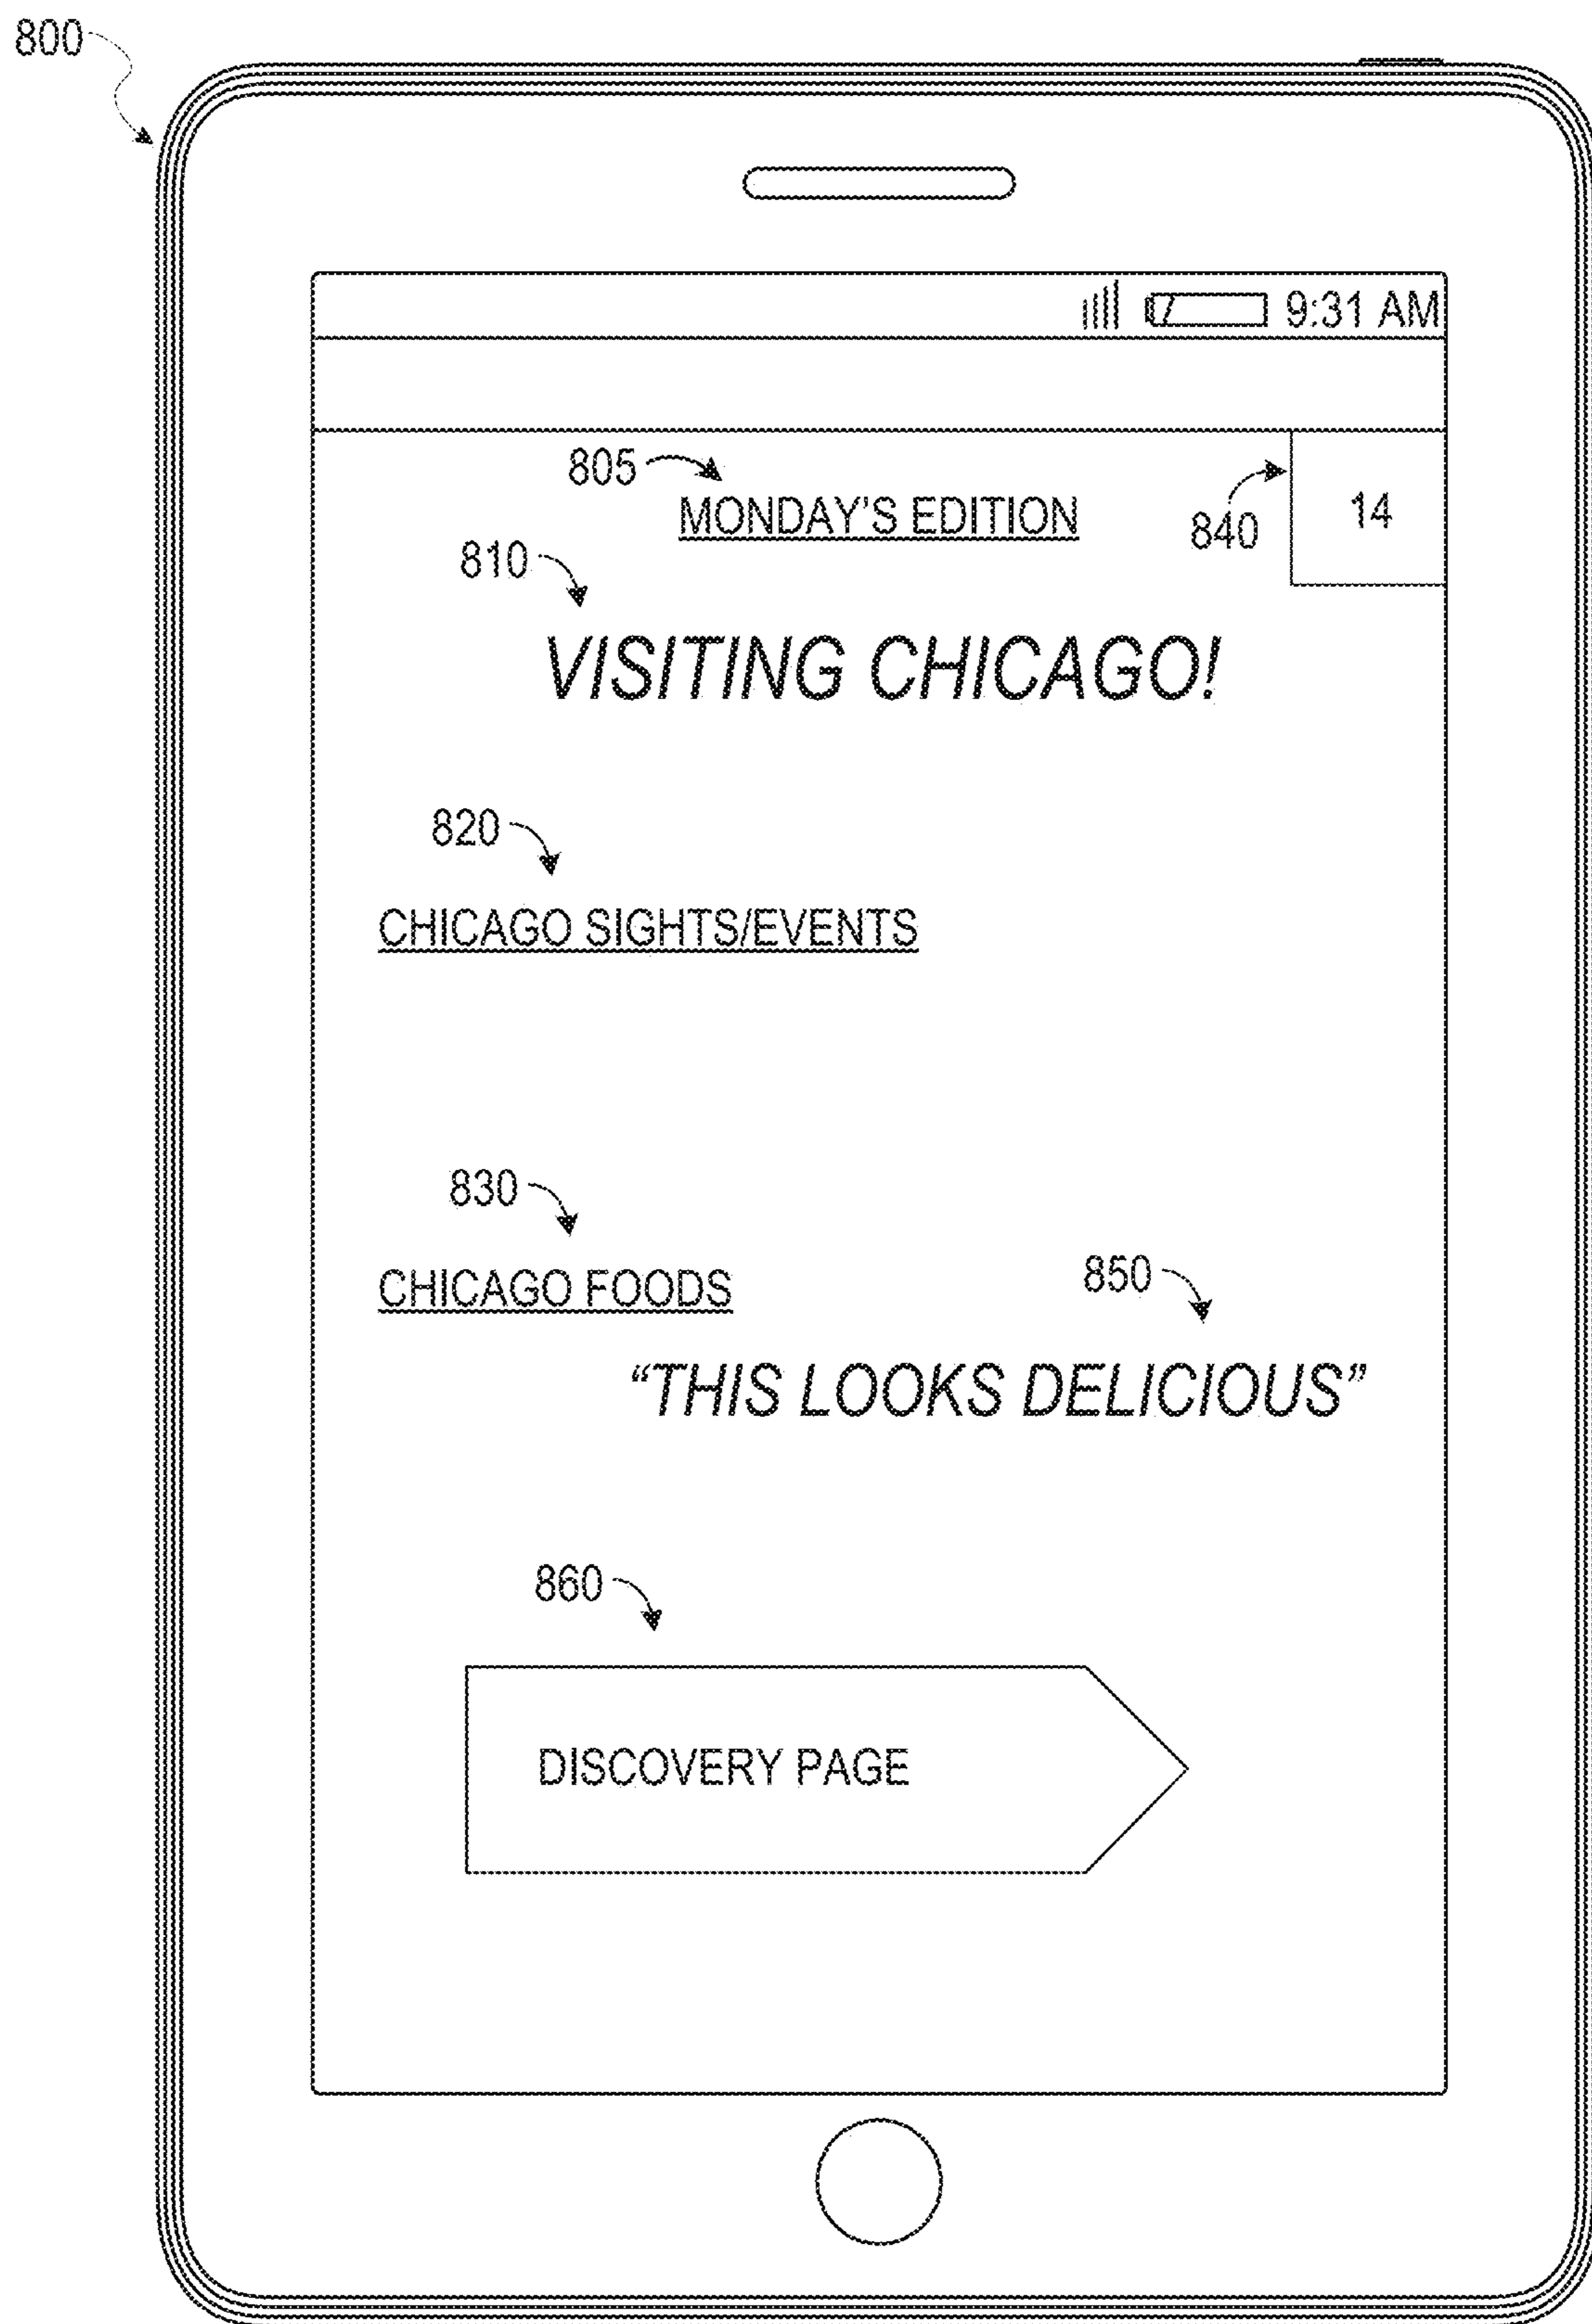 800
9:31 AM
805
MONDAY'S EDITION
840
14
810
VISITING CHICAGO!
820
CHICAGO SIGHTS/EVENTS
830
CHICAGO FOODS
850
“THIS LOOKS DELICIOUS”
860
DISCOVERY PAGE